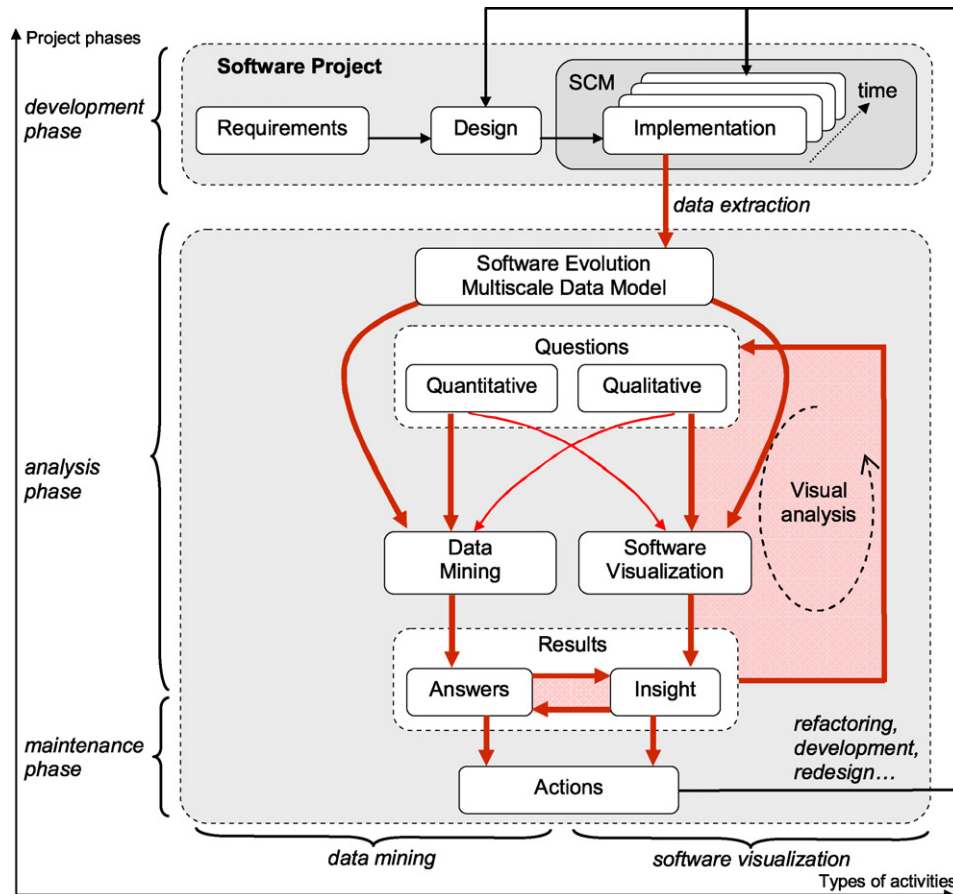 Project phases
Software Project
development
phase
SCM
time
Requirements
Design
Implementation
data extraction
Software Evolution
Multiscale Data Model
Questions
Quantitative
Qualitative
analysis
phase
Visual
analysis
Data
Mining
Software
Visualization
Results
Answers
Insight
maintenance
phase
refactoring,
development,
redesign...
Actions
data mining
software visualization
Types of activities